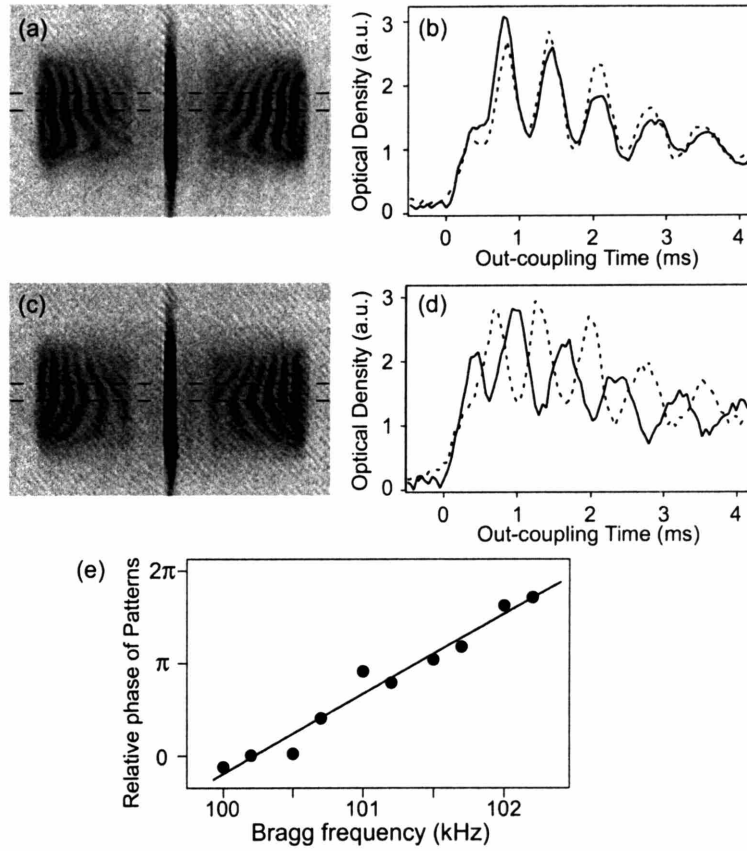 (a)
(b)
3
2
1
0
Optical Density (a.u.)
0 1 2 3 4
Out-coupling Time (ms)
(c)
(d)
3
2
1
0
Optical Density (a.u.)
0 1 2 3 4
Out-coupling Time (ms)
(e)
2π
π
0
Relative phase of Patterns
100 101 102
Bragg frequency (kHz)